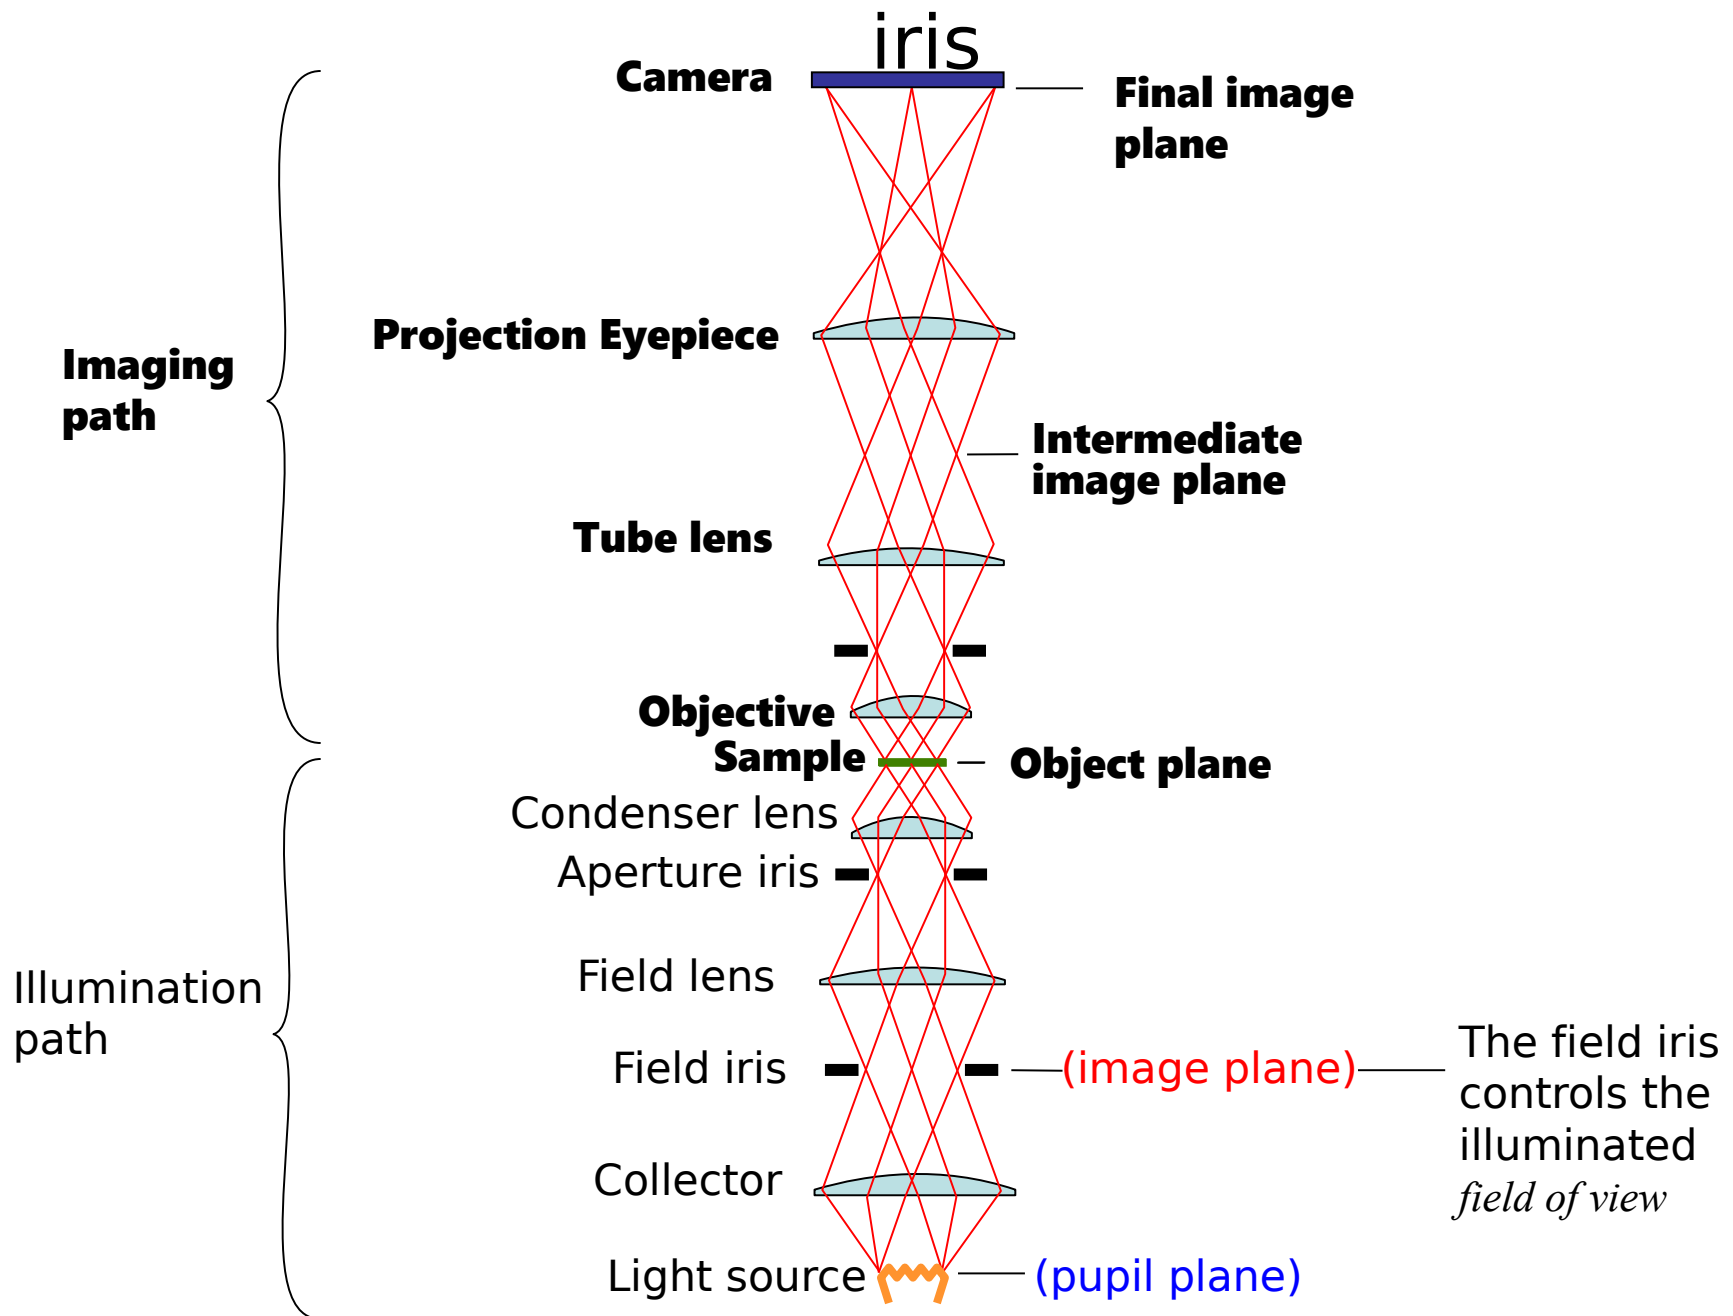 iris
Camera
Final image
plane
Projection Eyepiece
Imaging
path
Intermediate
image plane
Tube lens
Objective
Sample
Object plane
Condenser lens
Aperture iris
Field lens
Illumination
path
Field iris
(image plane)
The field iris
controls the
illuminated
field of view
Collector
Light source
(pupil plane)